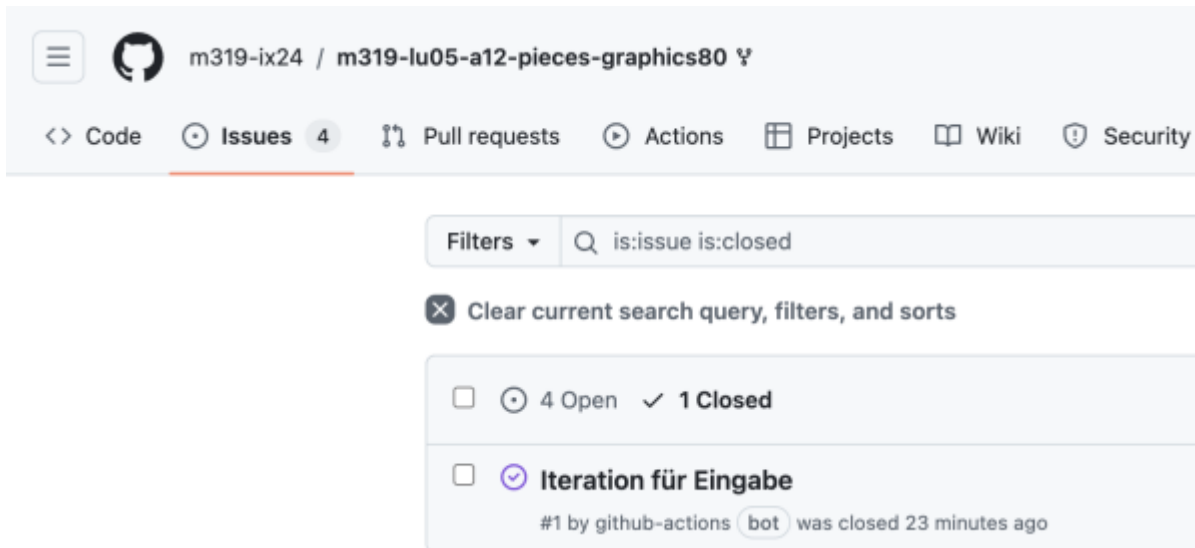 m319-ix24 / m319-lu05-a12-pieces-graphics80
Code Issues 4 Pull requests Actions Projects Wiki Security
Filters is:issue is:closed
Clear current search query, filters, and sorts
4 Open 1 Closed
Iteration für Eingabe
#1 by github-actions bot was closed 23 minutes ago